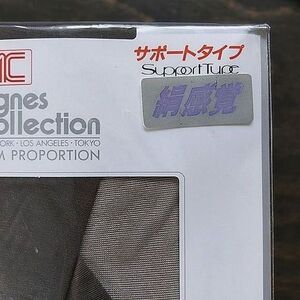 サポートタイプ
Support Type
絹感覚
gnes
ollection
ORK・LOS ANGELES・TOKYO
M PROPORTION